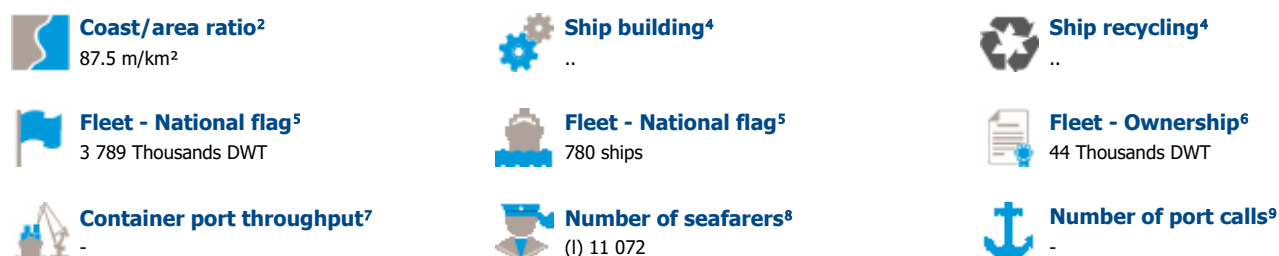 Coast/area ratio²
87.5 m/km²
Ship building⁴
..
Ship recycling⁴
..
Fleet - National flag⁵
3 789 Thousands DWT
Fleet - National flag⁵
780 ships
Fleet - Ownership⁶
44 Thousands DWT
Container port throughput⁷
-
Number of seafarers⁸
(l) 11 072
Number of port calls⁹
-